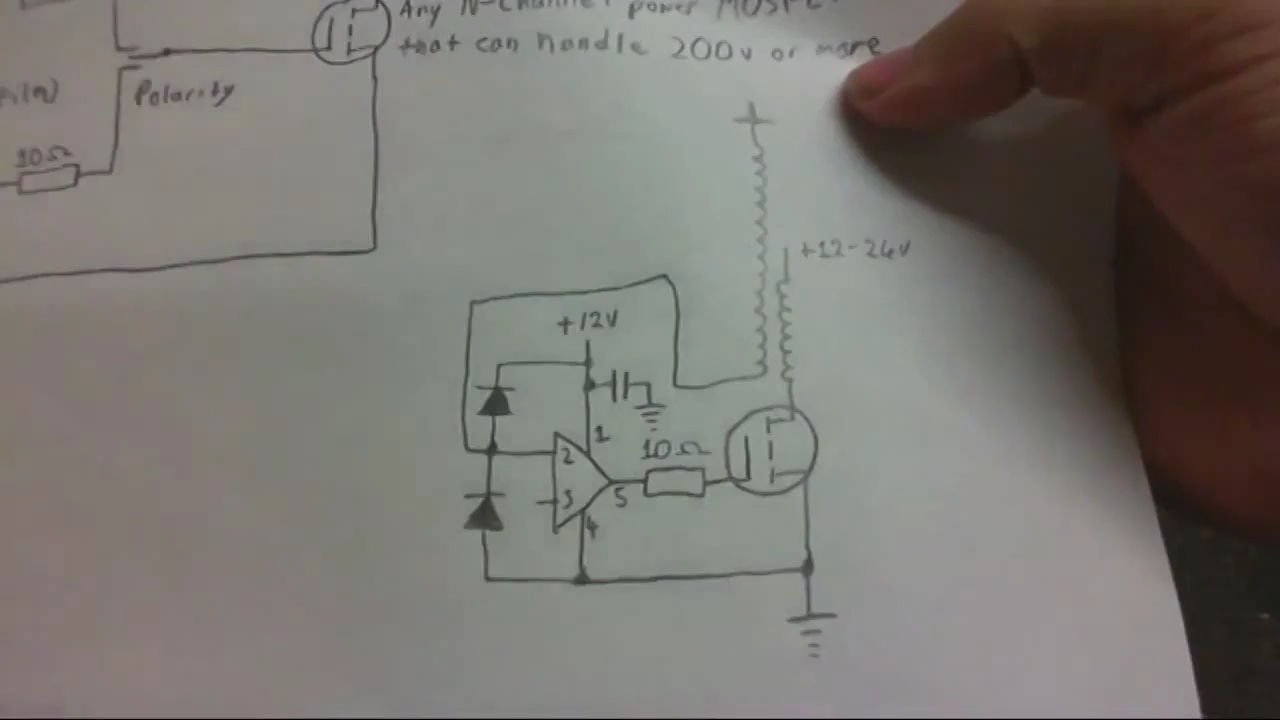 Any N-Channel power
that can handle 200v or more
Polarity
10Ω
+12-24V
+12V
1
10Ω
2
3
5
4